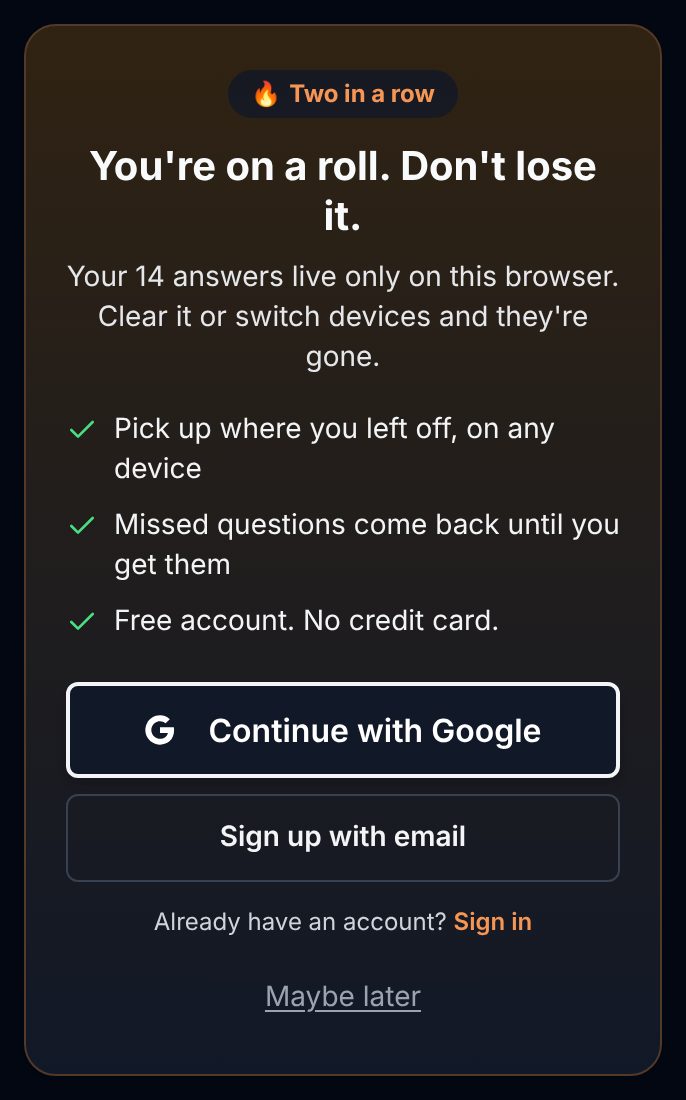 🔥 Two in a row
You're on a roll. Don't lose
it.
Your 14 answers live only on this browser.
Clear it or switch devices and they're
gone.
Pick up where you left off, on any
device
Missed questions come back until you
get them
Free account. No credit card.
G Continue with Google
Sign up with email
Already have an account? Sign in
Maybe later